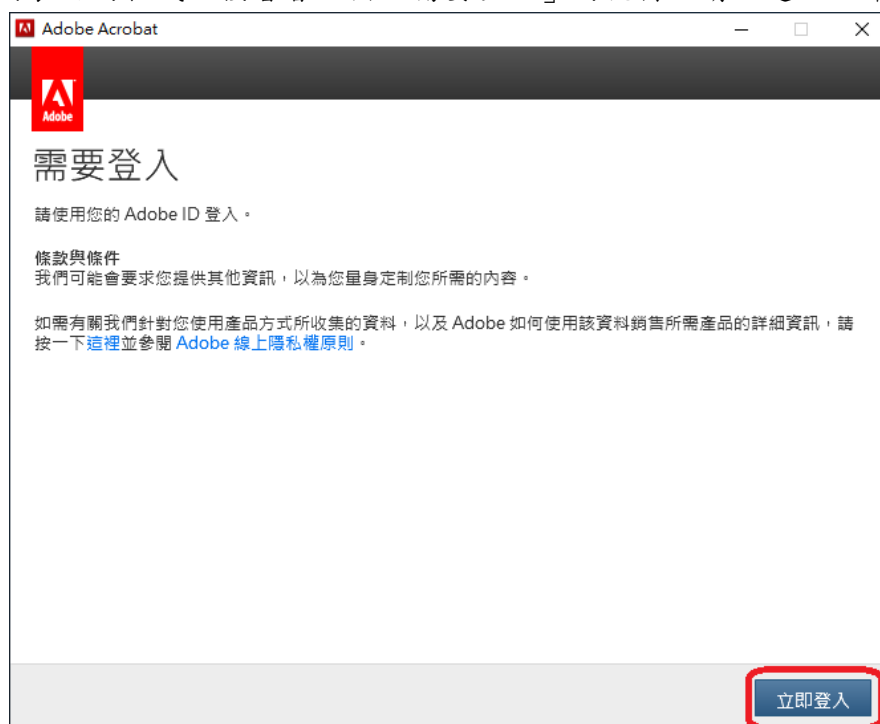 Adobe Acrobat
Adobe
需要登入
請使用您的 Adobe ID 登入。
條款與條件
我們可能會要求您提供其他資訊，以為您量身定制您所需的內容。
如需有關我們針對您使用產品方式所收集的資料，以及 Adobe 如何使用該資料銷售所需產品的詳細資訊，請
按一下這裡並參閱 Adobe 線上隱私權原則。
立即登入